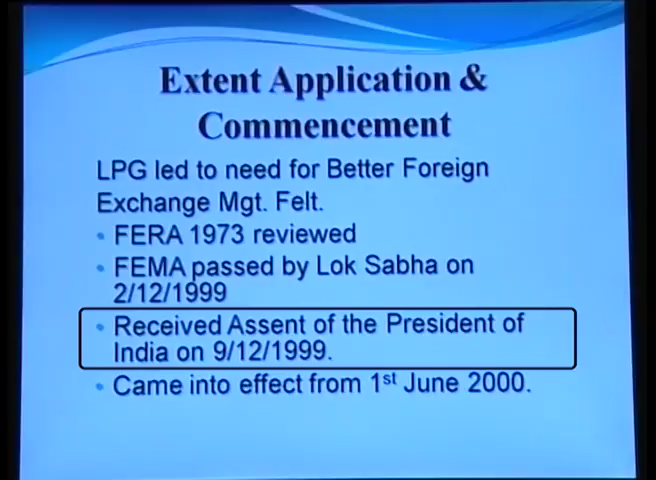 Extent Application &
Commencement
LPG led to need for Better Foreign
Exchange Mgt. Felt.
• FERA 1973 reviewed
• FEMA passed by Lok Sabha on
2/12/1999
• Received Assent of the President of
India on 9/12/1999.
• Came into effect from 1st June 2000.